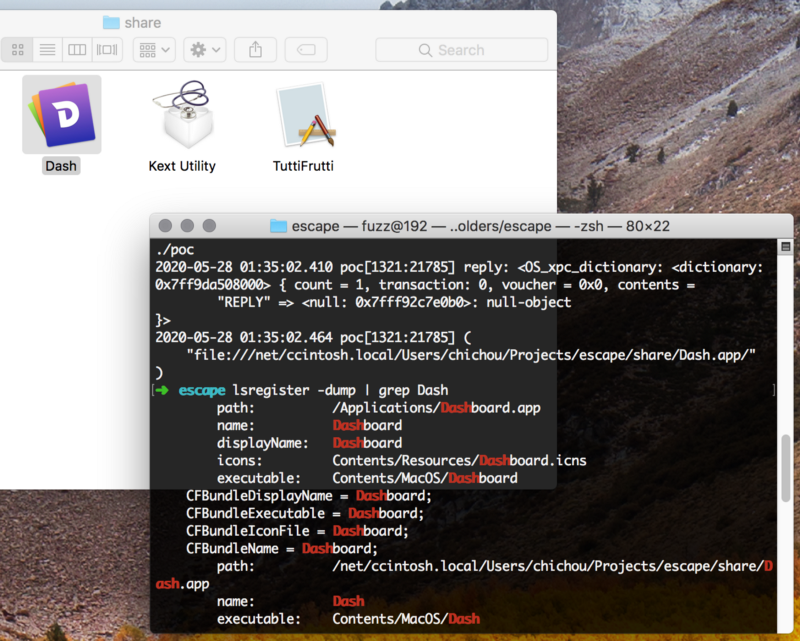 share
Search
Dash
Kext Utility
TuttiFrutti
escape — fuzz@192 — ..olders/escape — -zsh — 80×22
./poc
2020-05-28 01:35:02.410 poc[1321:21785] reply: <OS_xpc_dictionary: <dictionary:
0x7ff9da508000> { count = 1, transaction: 0, voucher = 0x0, contents =
"REPLY" => <null: 0x7fff92c7e0b0>: null-object
}>
2020-05-28 01:35:02.464 poc[1321:21785] (
"file:///net/ccintosh.local/Users/chichou/Projects/escape/share/Dash.app/"
)
[➜ escape lsregister -dump | grep Dash ]
path: /Applications/Dashboard.app
name: Dashboard
displayName: Dashboard
icons: Contents/Resources/Dashboard.icns
executable: Contents/MacOS/Dashboard
CFBundleDisplayName = Dashboard;
CFBundleExecutable = Dashboard;
CFBundleIconFile = Dashboard;
CFBundleName = Dashboard;
path: /net/ccintosh.local/Users/chichou/Projects/escape/share/D
ash.app
name: Dash
executable: Contents/MacOS/Dash